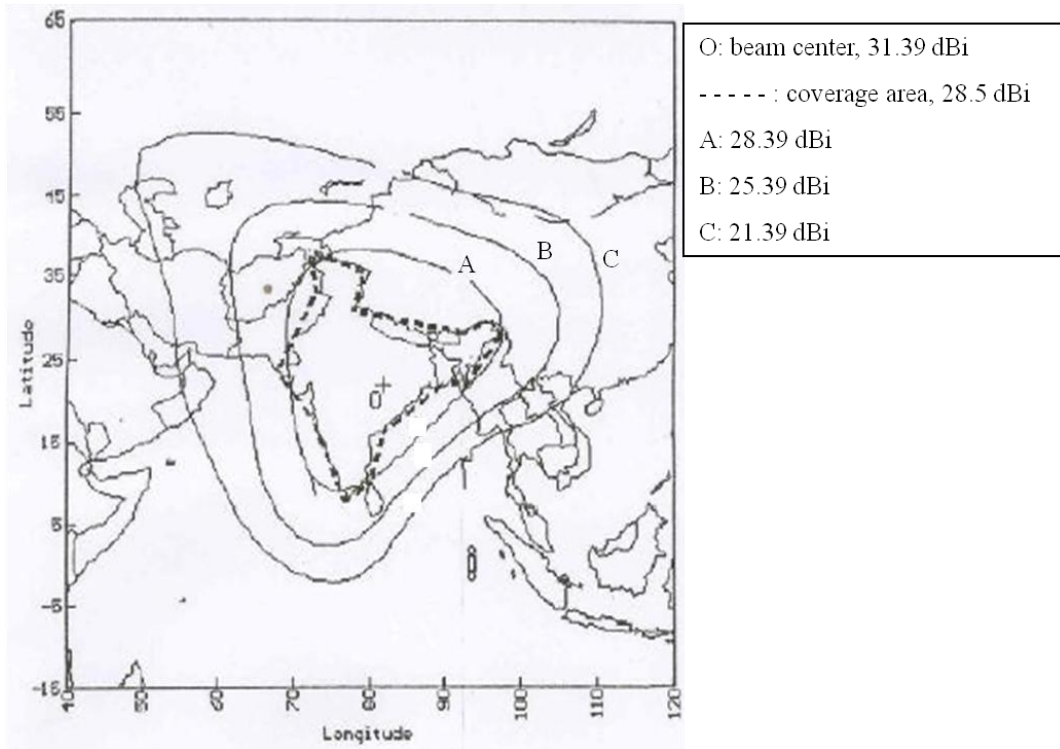 65
55
45
35
25
15
5
-5
-15
Latitude
40
50
60
70
80
90
100
110
120
Longitude
A
B
C
O
O: beam center, 31.39 dBi
- - - - - : coverage area, 28.5 dBi
A: 28.39 dBi
B: 25.39 dBi
C: 21.39 dBi